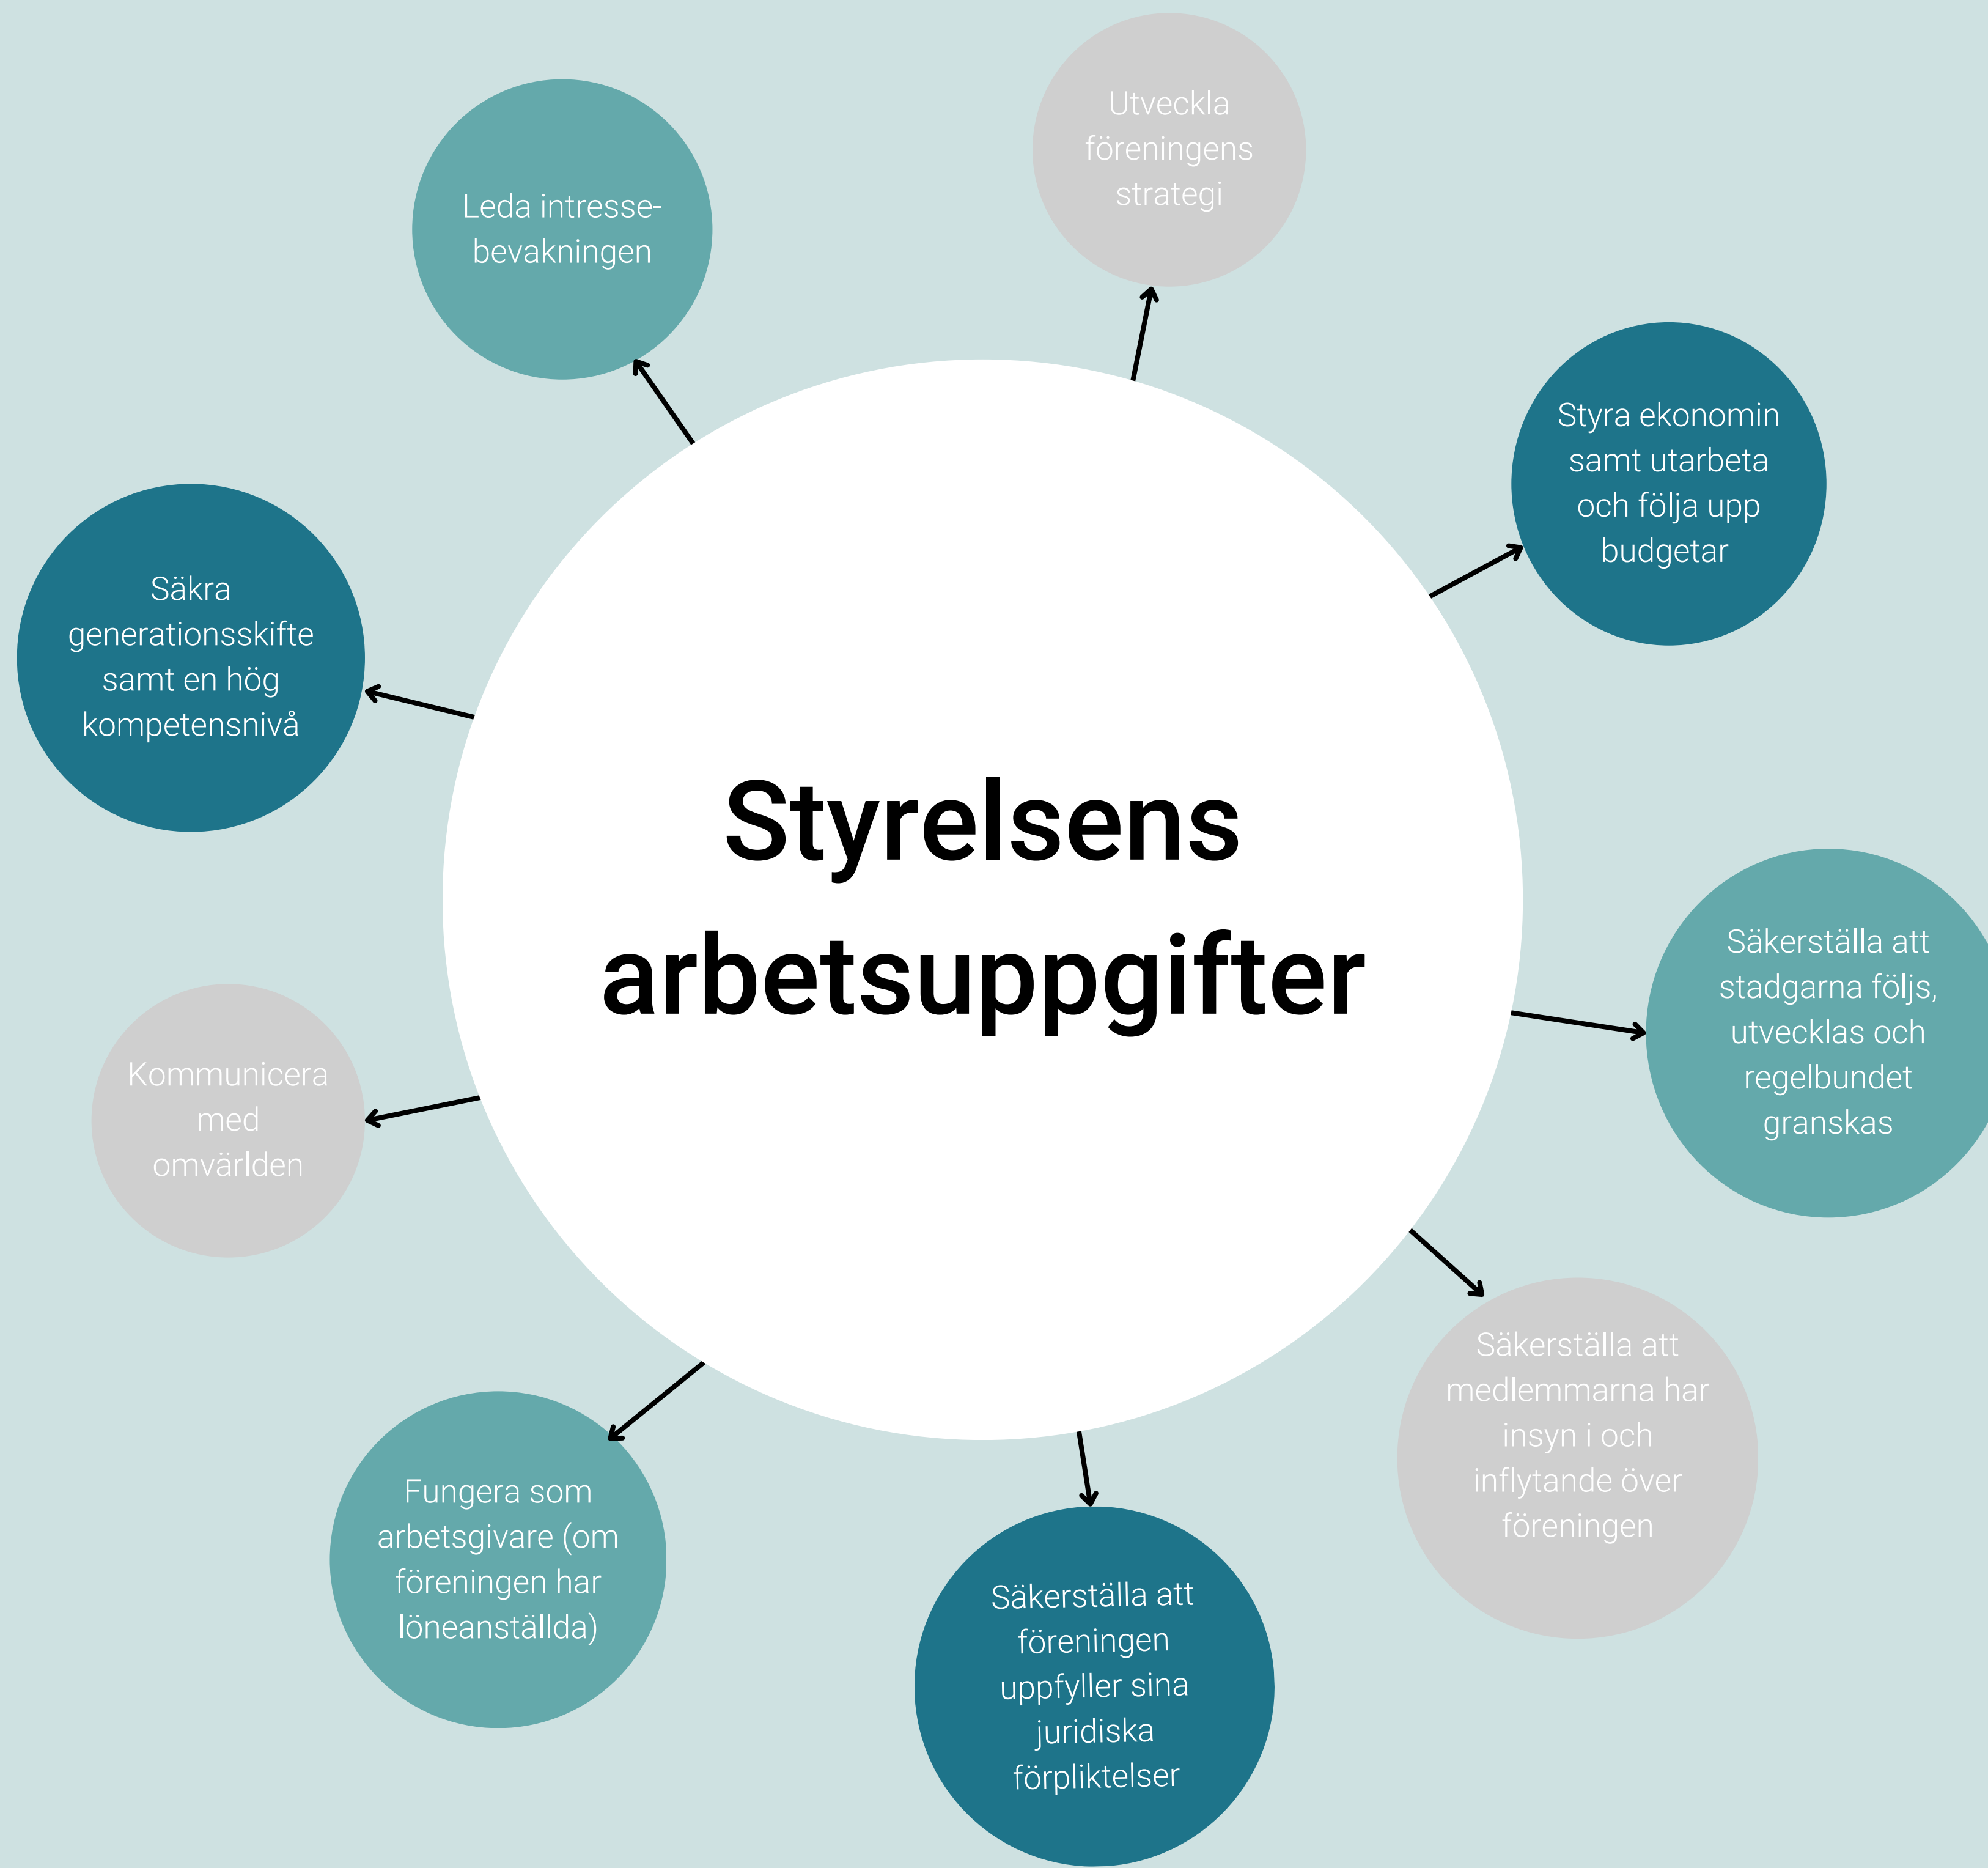 Styrelsens
arbetsuppgifter
Utveckla
föreningens
strategi
Styra ekonomin
samt utarbeta
och följa upp
budgetar
Säkerställa att
stadgarna följs,
utvecklas och
regelbundet
granskas
Säkerställa att
medlemmarna har
insyn i och
inflytande över
föreningen
Säkerställa att
föreningen
uppfyller sina
juridiska
förpliktelser
Fungera som
arbetsgivare (om
föreningen har
löneanställda)
Kommunicera
med
omvärlden
Säkra
generationsskifte
samt en hög
kompetensnivå
Leda intresse-
bevakningen